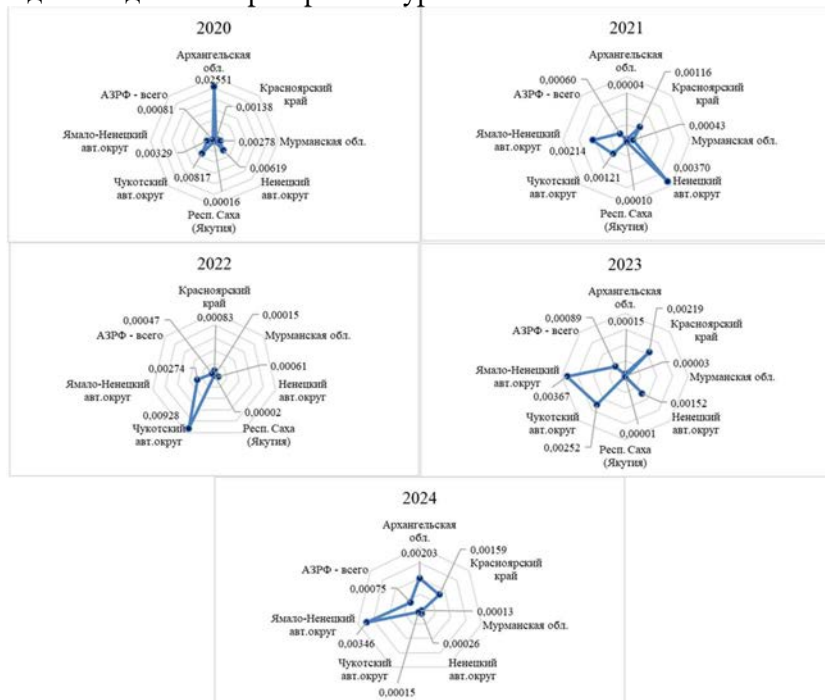 2020
Архангельская
обл.
0,02551
Красноярский
край
0,00138
АЗРФ - всего
0,00081
Ямало-Ненецкий
авт.округ
0,00329
0,00278
Мурманская обл.
0,00619
Ненецкий
авт.округ
0,00817
Чукотский
авт.округ
0,00016
Респ. Саха
(Якутия)
2021
Архангельская
обл.
0,00004
0,00116
Красноярский
край
0,00060
АЗРФ - всего
0,00043
Мурманская обл.
Ямало-Ненецкий
авт.округ
0,00214
0,00370
Ненецкий
авт.округ
0,00121
Чукотский
авт.округ
0,00010
Респ. Саха
(Якутия)
2022
Красноярский
край
0,00083
0,00015
Мурманская обл.
0,00047
АЗРФ - всего
0,00061
Ненецкий
авт.округ
0,00274
Ямало-Ненецкий
авт.округ
0,00928
Чукотский
авт.округ
0,00002
Респ. Саха
(Якутия)
2023
Архангельская
обл.
0,00015
0,00219
Красноярский
край
0,00089
АЗРФ - всего
0,00003
Мурманская обл.
Ямало-Ненецкий
авт.округ
0,00367
0,00152
Ненецкий
авт.округ
Чукотский
авт.округ
0,00252
0,00001
Респ. Саха
(Якутия)
2024
Архангельская
обл.
0,00203
0,00159
Красноярский
край
АЗРФ - всего
0,00075
0,00013
Мурманская обл.
Ямало-Ненецкий
авт.округ
0,00346
0,00026
Ненецкий
авт.округ
Чукотский
авт.округ
0,00015